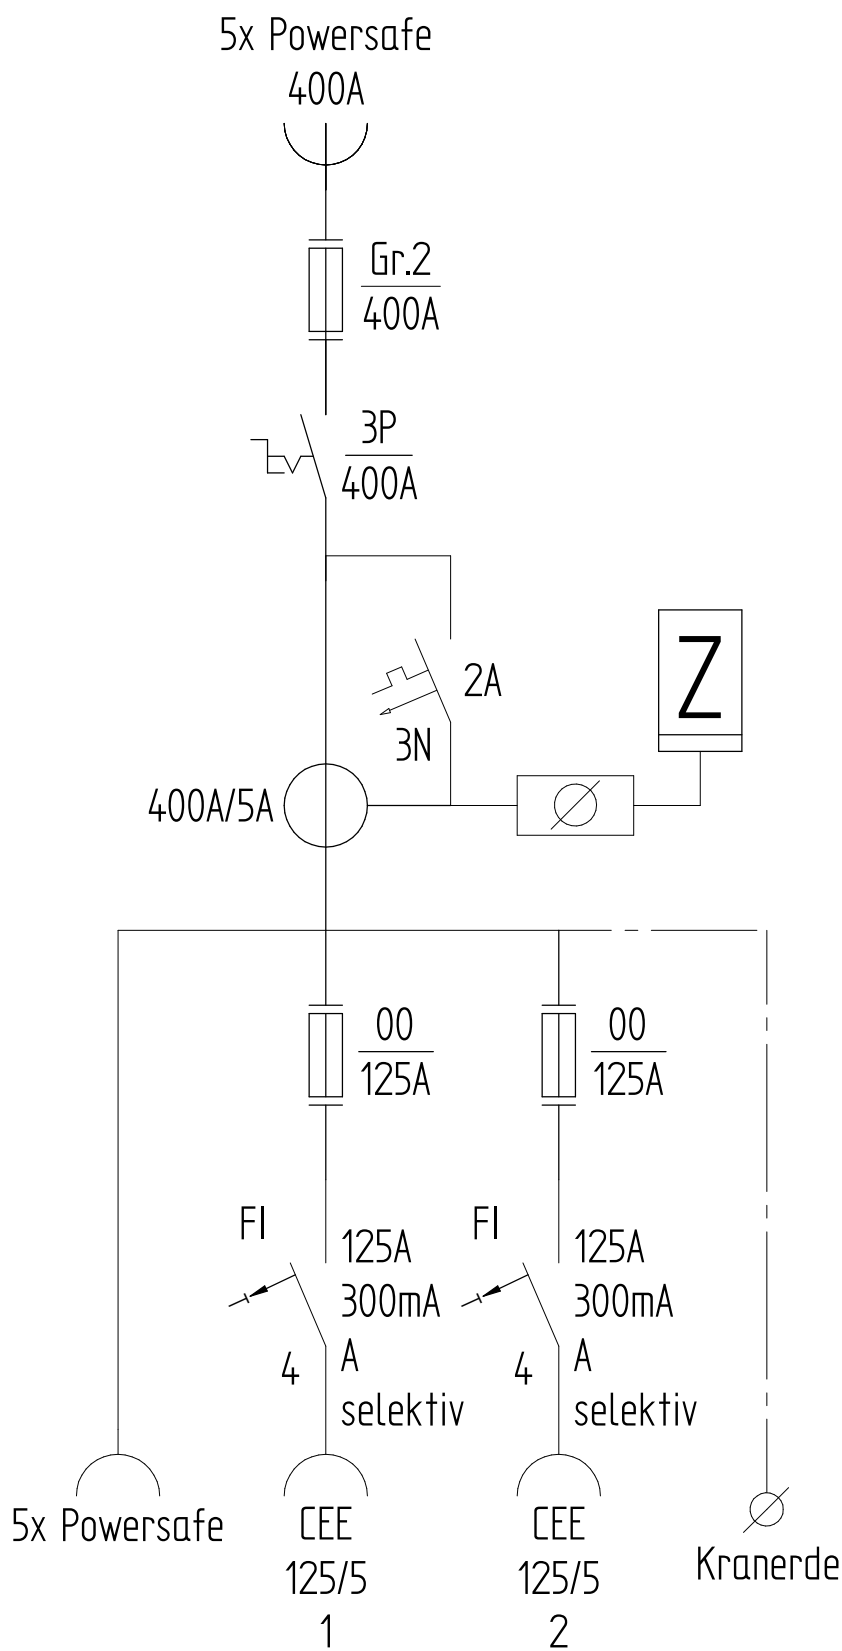 5x Powersafe
400A
Gr.2
400A
3P
400A
2A
3N
Z
400A/5A
00
125A
00
125A
FI
125A
300mA
A
4
selektiv
FI
125A
300mA
A
4
selektiv
5x Powersafe
CEE
125/5
1
CEE
125/5
2
Kranerde